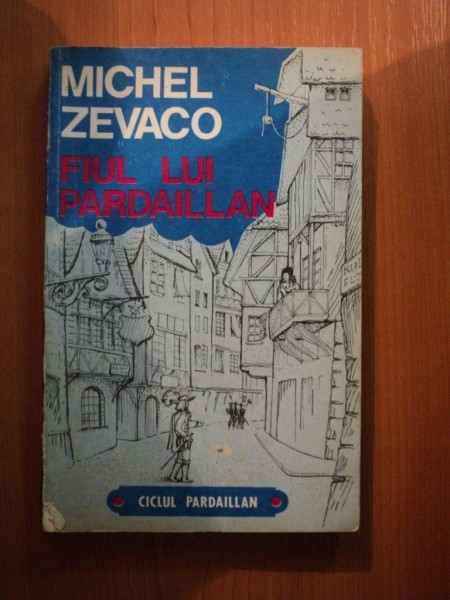 MICHEL
ZEVACO
FIUL LUI
PARDAILLAN
CICLUL PARDAILLAN